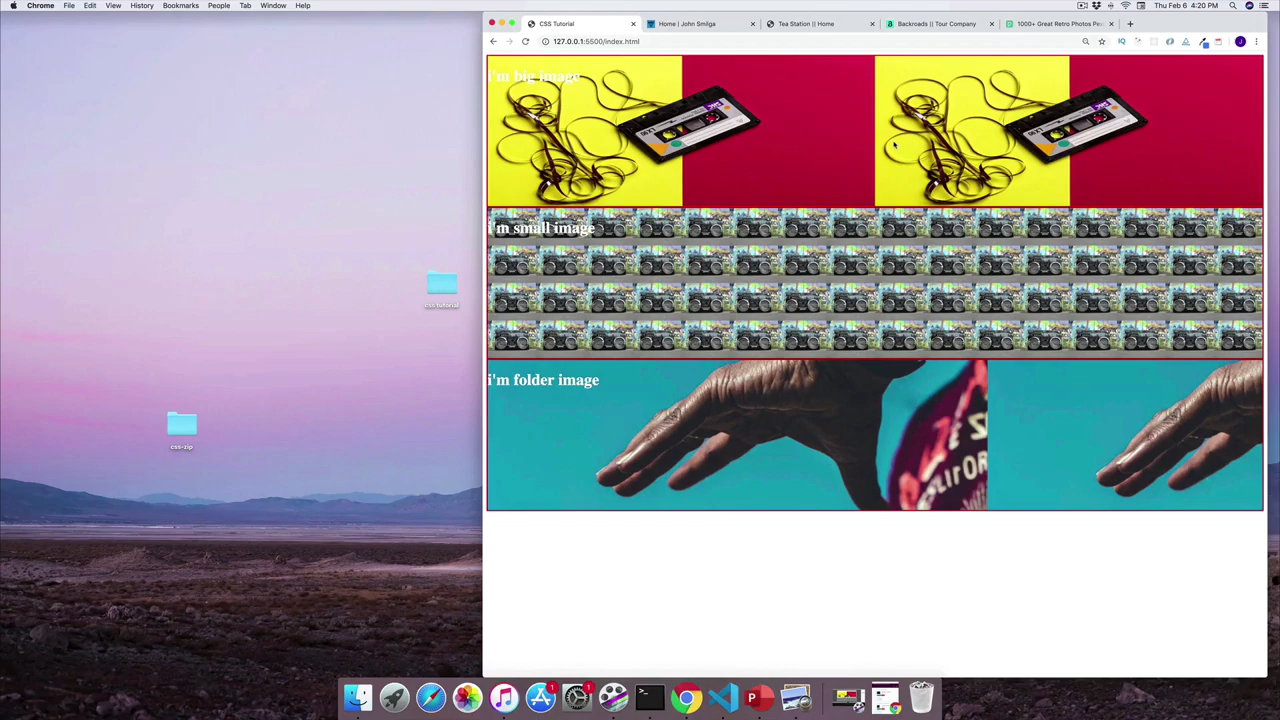 Chrome File Edit View History Bookmarks People Tab Window Help
Thu Feb 6 4:20 PM
CSS Tutorial
Home | John Smilga
Tea Station || Home
Backroads || Tour Company
1000+ Great Retro Photos Pex
127.0.0.1:5500/index.html
i'm big image
i'm small image
i'm folder image
css tutorial
css-zip